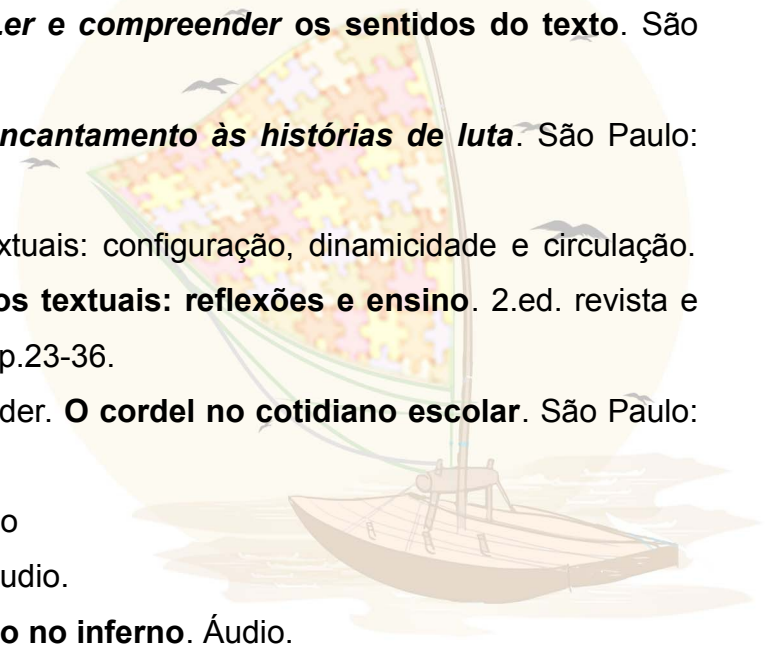 er e compreender os sentidos do texto. São
ncantamento às histórias de luta. São Paulo:
xtuais: configuração, dinamicidade e circulação.
os textuais: reflexões e ensino. 2.ed. revista e
p.23-36.
der. O cordel no cotidiano escolar. São Paulo:
o
udio.
o no inferno. Áudio.